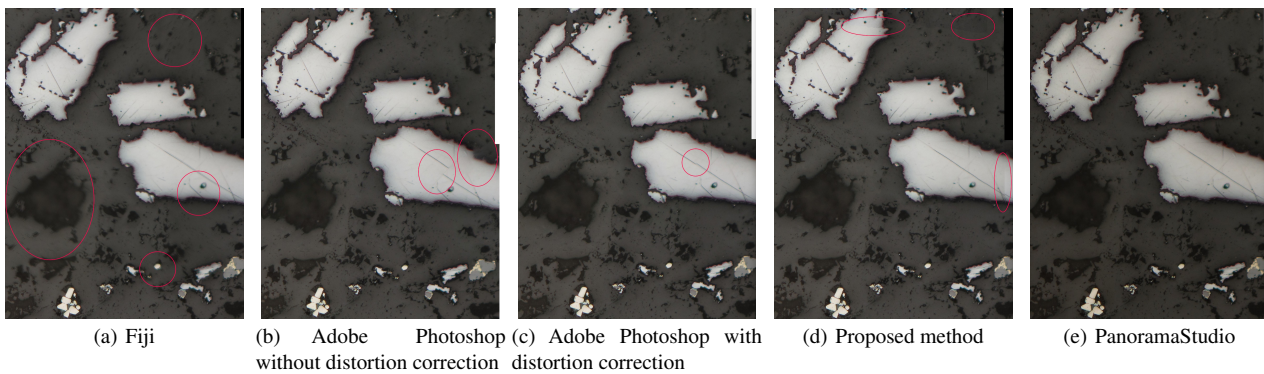 (a) Fiji
(b) Adobe Photoshop without distortion correction
(c) Adobe Photoshop with distortion correction
(d) Proposed method
(e) PanoramaStudio